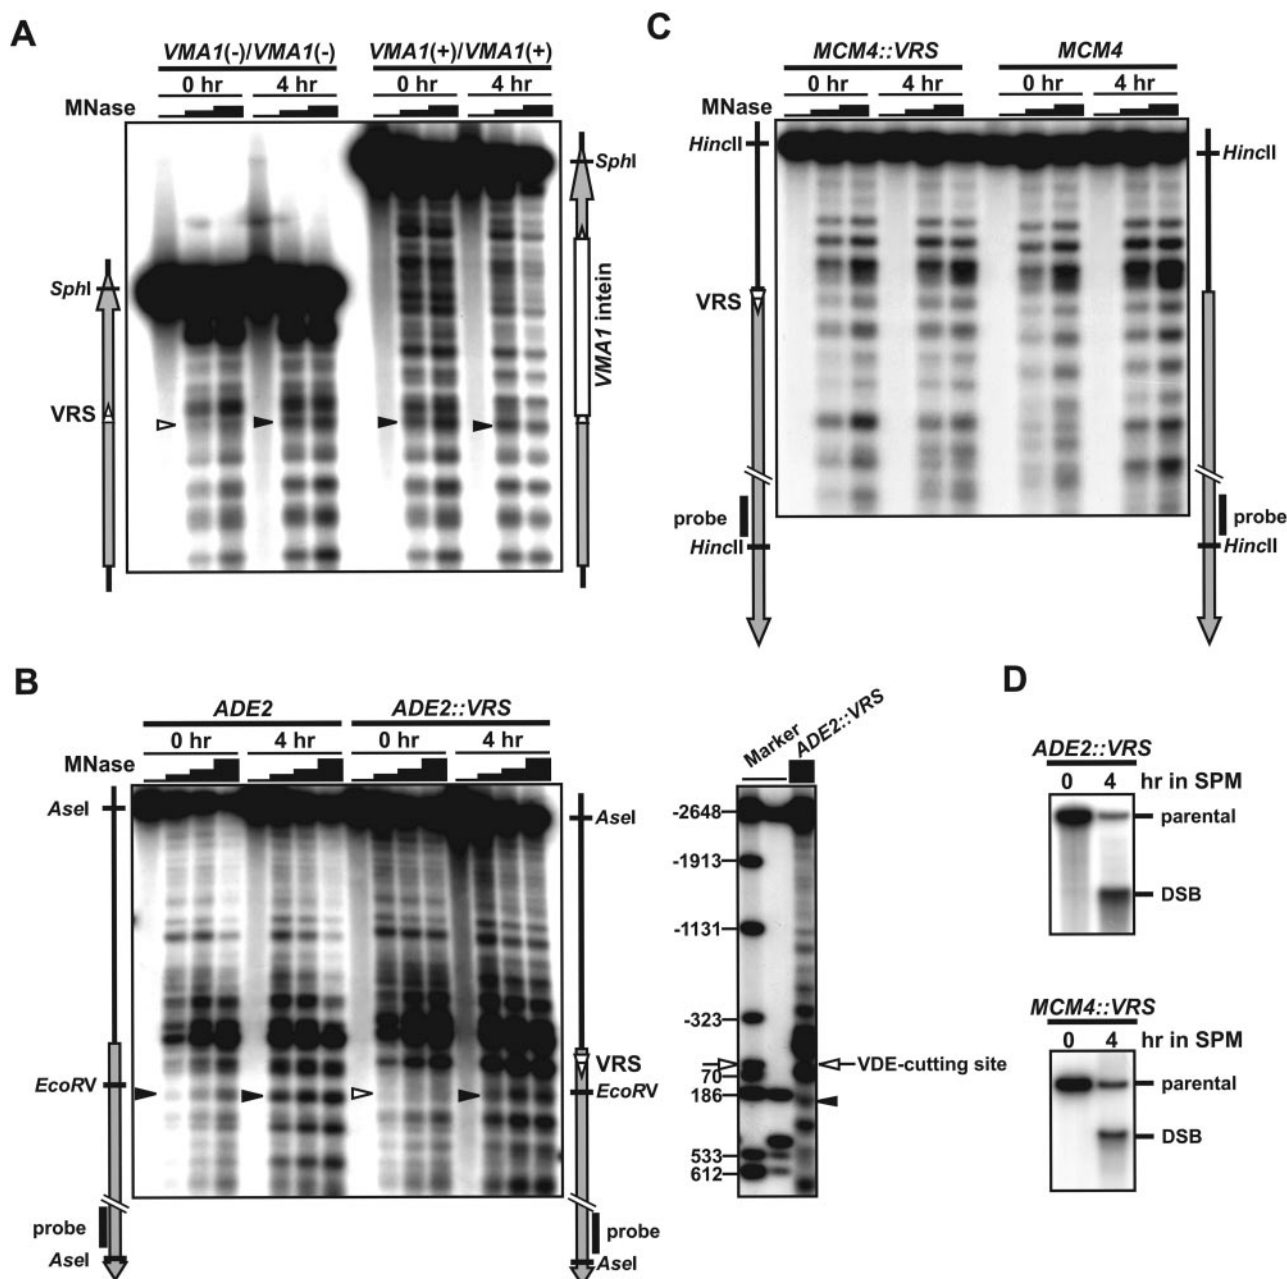 A
VMA1(-)/VMA1(-)
VMA1(+)/VMA1(+)
0 hr
4 hr
0 hr
4 hr
MNase
SphI
VRS
SphI
VMA1 intein
C
MCM4::VRS
MCM4
0 hr
4 hr
0 hr
4 hr
MNase
HincII
VRS
probe
HincII
HincII
probe
HincII
B
ADE2
ADE2::VRS
0 hr
4 hr
0 hr
4 hr
MNase
AseI
EcoRV
probe
AseI
AseI
VRS
EcoRV
probe
AseI
Marker
ADE2::VRS
-2648
-1913
-1131
-323
70
186
533
612
VDE-cutting site
D
ADE2::VRS
0 4 hr in SPM
parental
DSB
MCM4::VRS
0 4 hr in SPM
parental
DSB